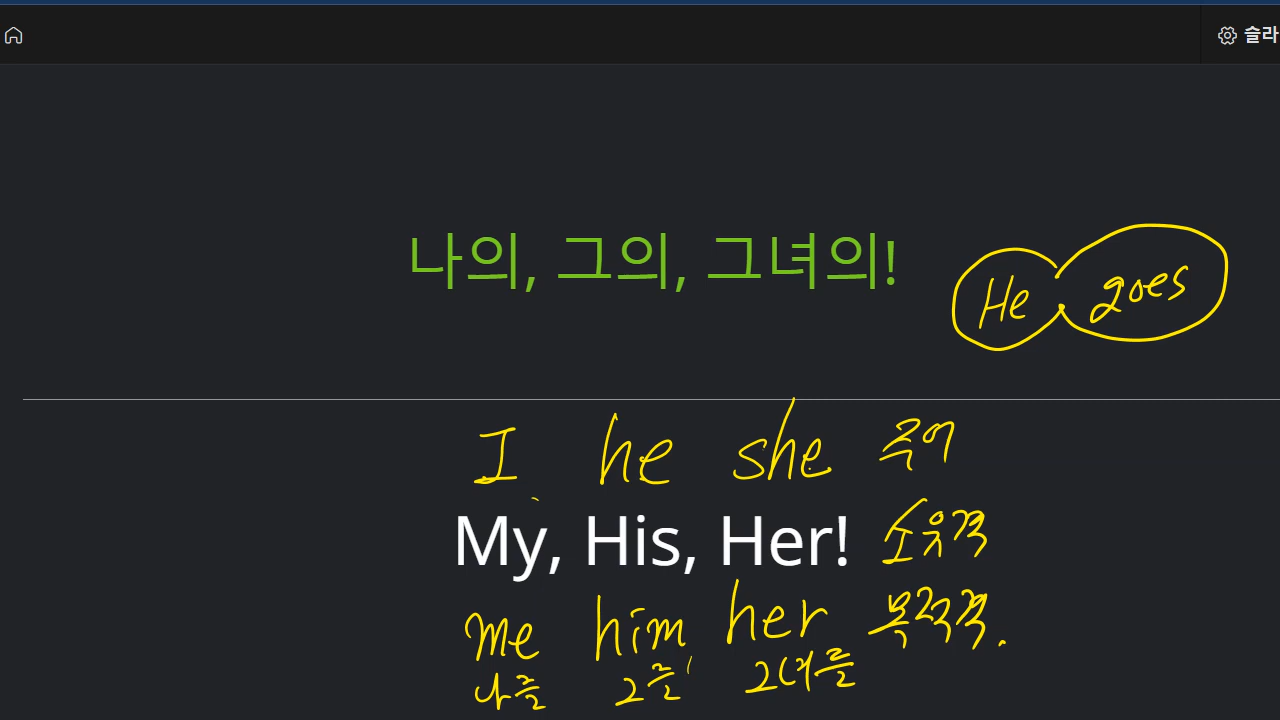 슬라
나의, 그의, 그녀의!
He goes
I he she 주어
My, His, Her! 소유격
me him her 목적격.
나를 그를 그녀를